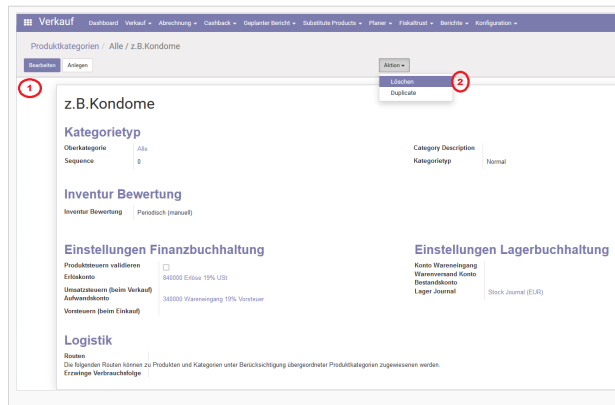 Verkauf Dashboard Verkauf Abrechnung Cashback Geplanter Bericht Substitute Products Planer Fiskaltrust Berichte Konfiguration
Produktkategorien / Alle / z.B.Kondome
Bearbeiten Anlegen Aktion
Löschen
Duplicate
1
2
z.B.Kondome
Kategorietyp
Oberkategorie Alle Category Description
Sequence 0 Kategorietyp Normal
Inventur Bewertung
Inventur Bewertung Periodisch (manuell)
Einstellungen Finanzbuchhaltung Einstellungen Lagerbuchhaltung
Produktsteuern validieren Konto Wareneingang
Erlöskonto 840000 Erlöse 19% USt Warenversand Konto
Bestandskonto
Umsatzsteuern (beim Verkauf) Lager Journal Stock Journal (EUR)
Aufwandskonto 340000 Wareneingang 19% Vorsteuer
Vorsteuern (beim Einkauf)
Logistik
Routen
Die folgenden Routen können zu Produkten und Kategorien unter Berücksichtigung übergeordneter Produktkategorien zugewiesenen werden.
Erzwinge Verbrauchsfolge